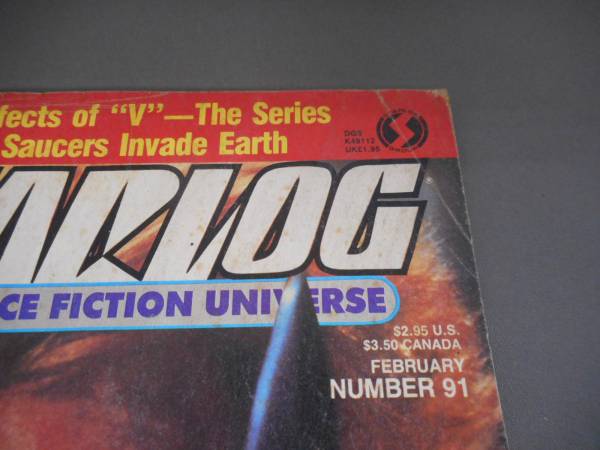 fects of “V”—The Series
Saucers Invade Earth
DGS
K49112
UK£1.95
ARLOG
CE FICTION UNIVERSE
$2.95 U.S.
$3.50 CANADA
FEBRUARY
NUMBER 91